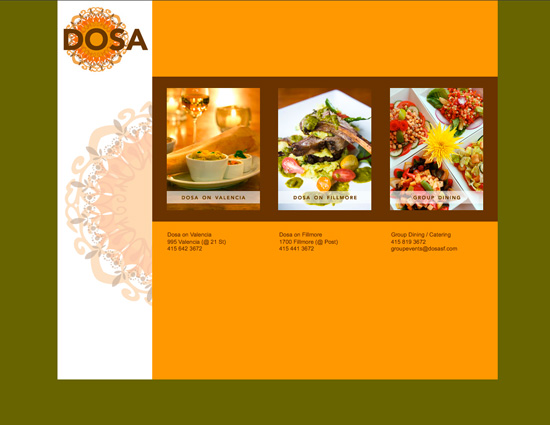 DOSA
DOSA ON VALENCIA
DOSA ON FILLMORE
GROUP DINING
Dosa on Valencia
995 Valencia (@ 21 St)
415 642 3672
Dosa on Fillmore
1700 Fillmore (@ Post)
415 441 3672
Group Dining / Catering
415 819 3672
groupevents@dosasf.com